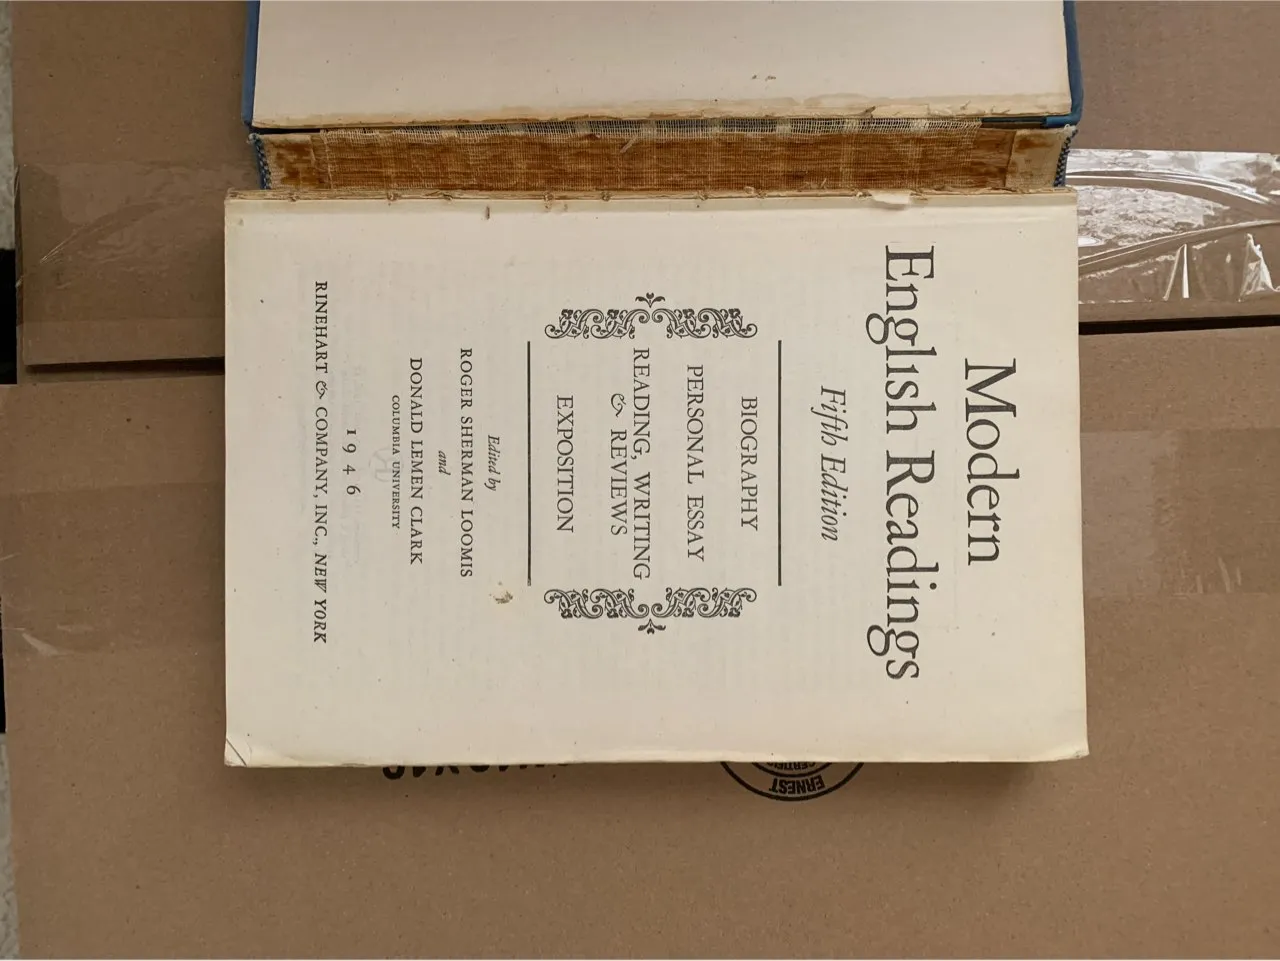 Modern
English Readings
Fifth Edition
BIOGRAPHY
PERSONAL ESSAY
READING, WRITING
& REVIEWS
EXPOSITION
Edited by
ROGER SHERMAN LOOMIS
and
DONALD LEMEN CLARK
COLUMBIA UNIVERSITY
1946
RINEHART & COMPANY, INC., NEW YORK
ERNEST